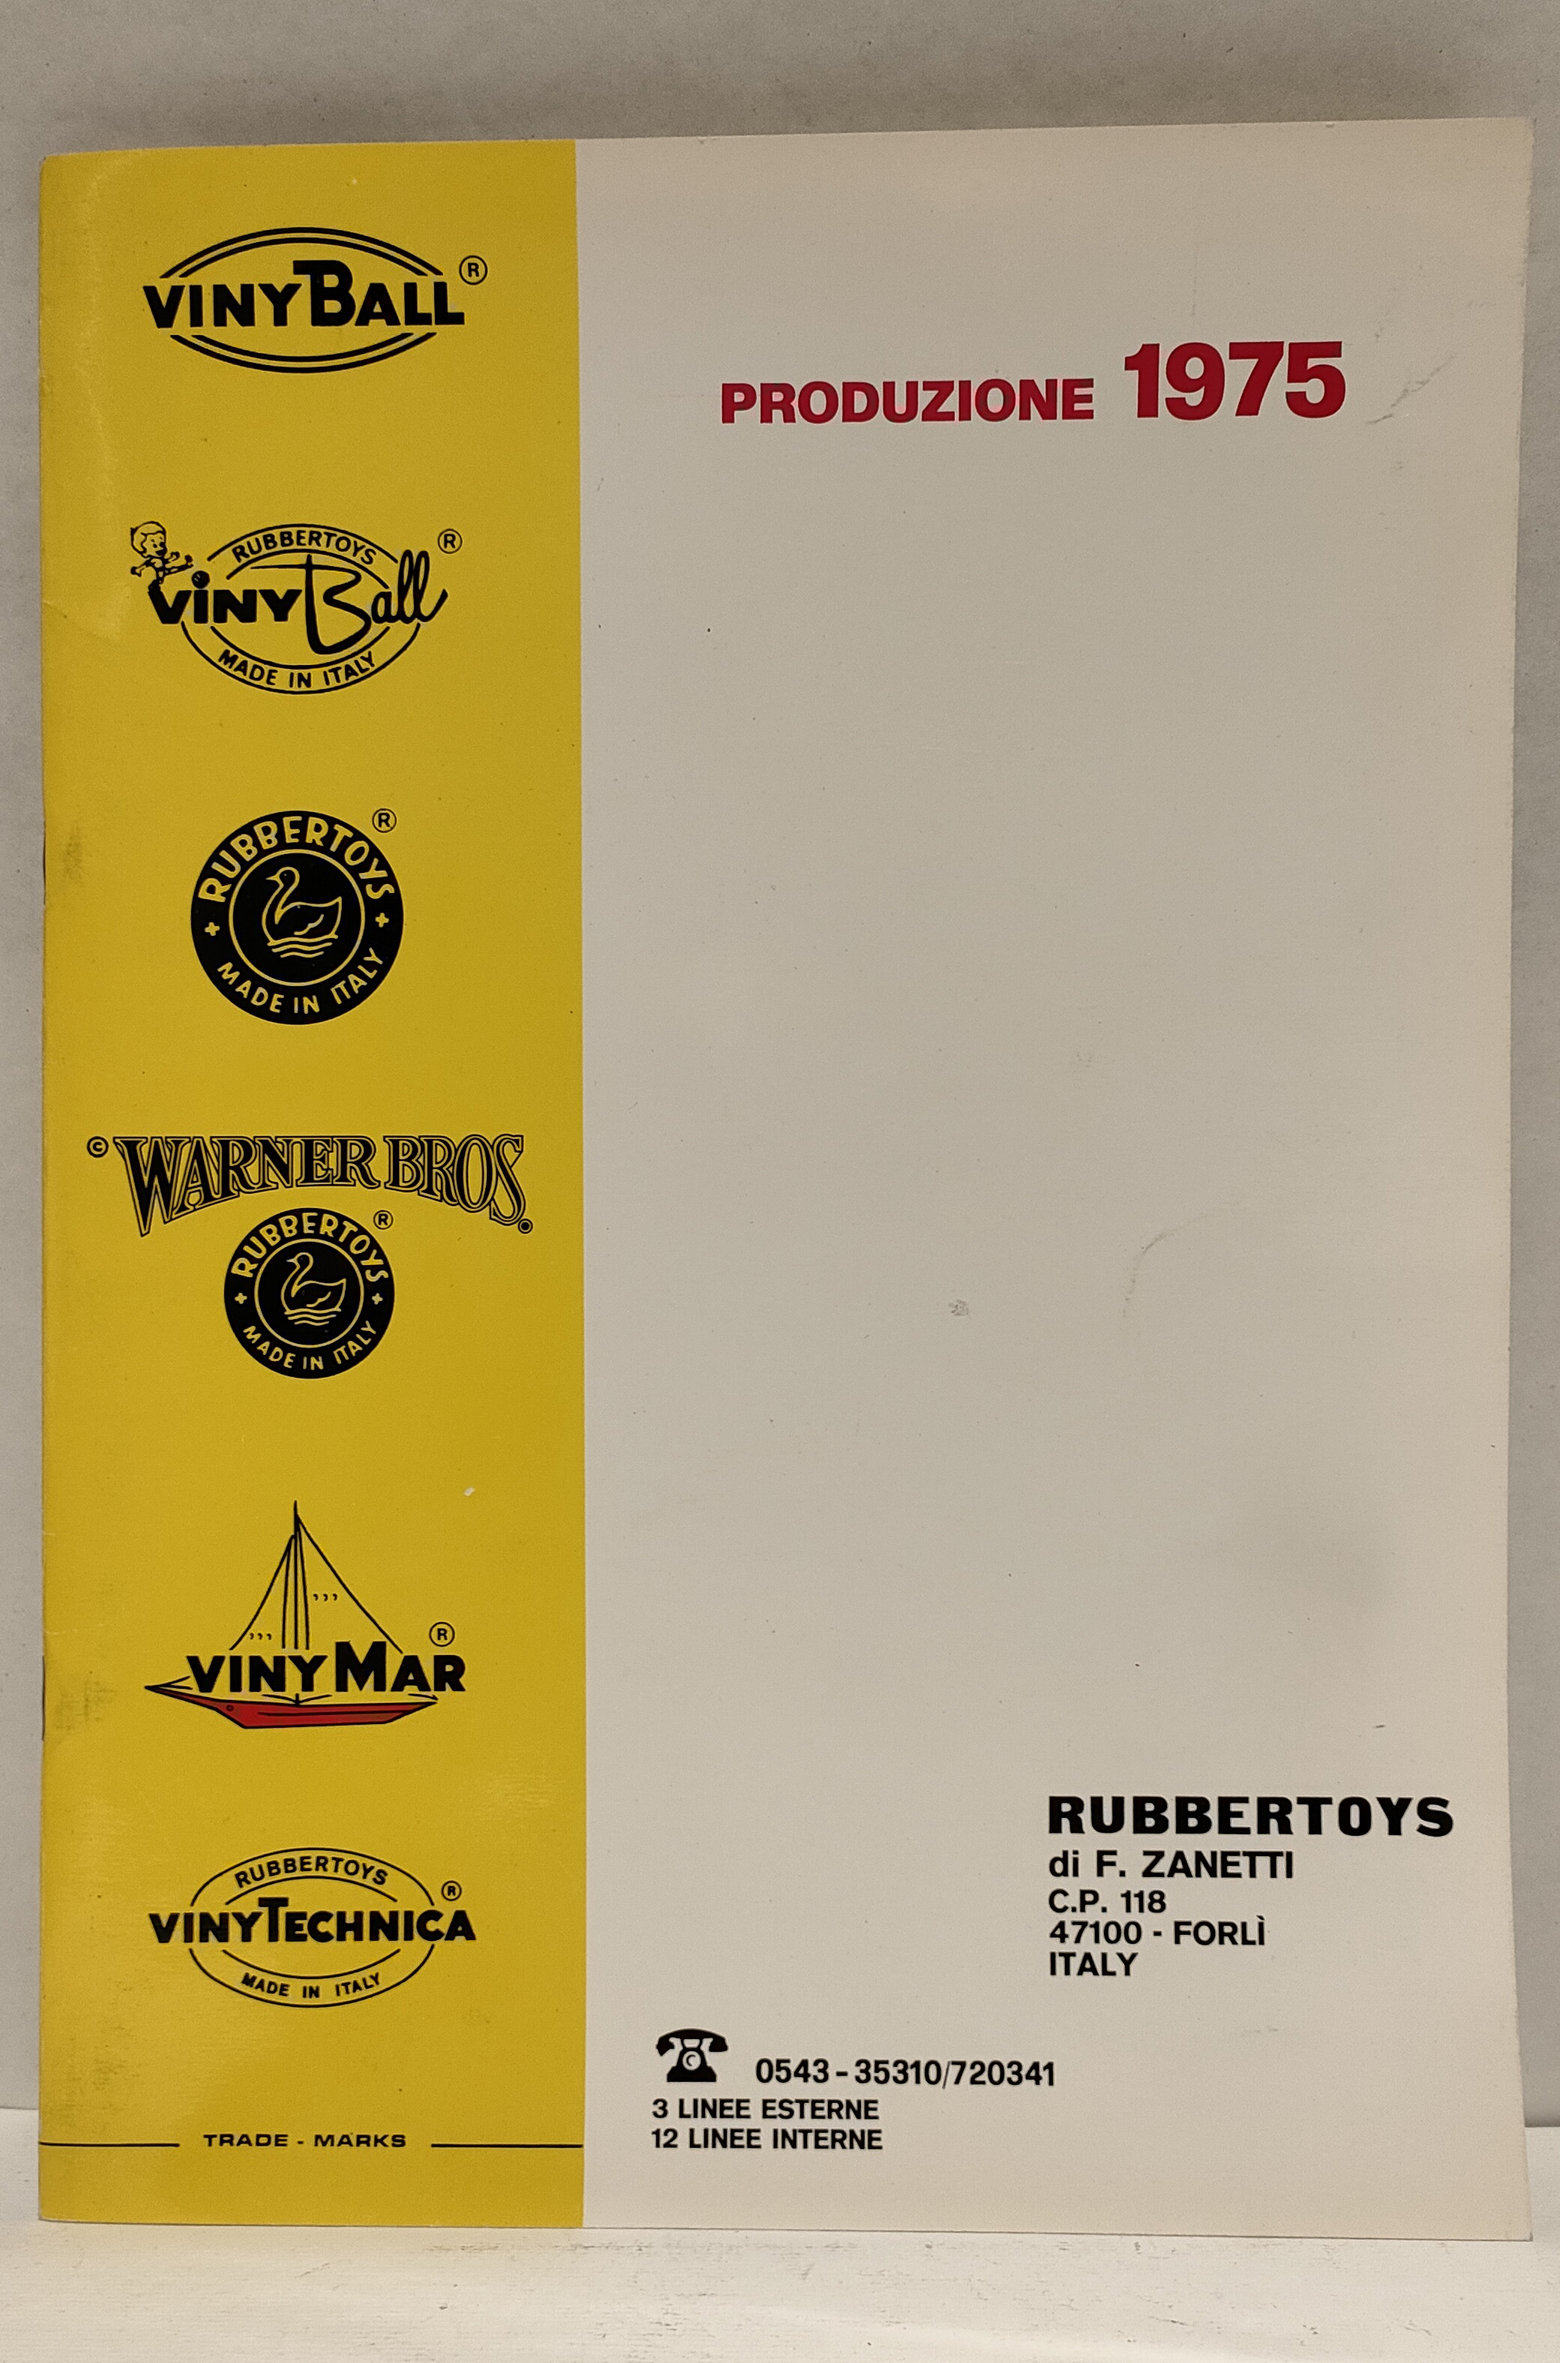 VINYBALL ®
RUBBERTOYS ®
VINYBall
MADE IN ITALY
RUBBERTOYS ®
MADE IN ITALY
© WARNER BROS.
RUBBERTOYS ®
MADE IN ITALY
VINYMAR ®
RUBBERTOYS
VINYTECHNICA ®
MADE IN ITALY
TRADE - MARKS
PRODUZIONE 1975
RUBBERTOYS
di F. ZANETTI
C.P. 118
47100 - FORLÌ
ITALY
0543 - 35310/720341
3 LINEE ESTERNE
12 LINEE INTERNE